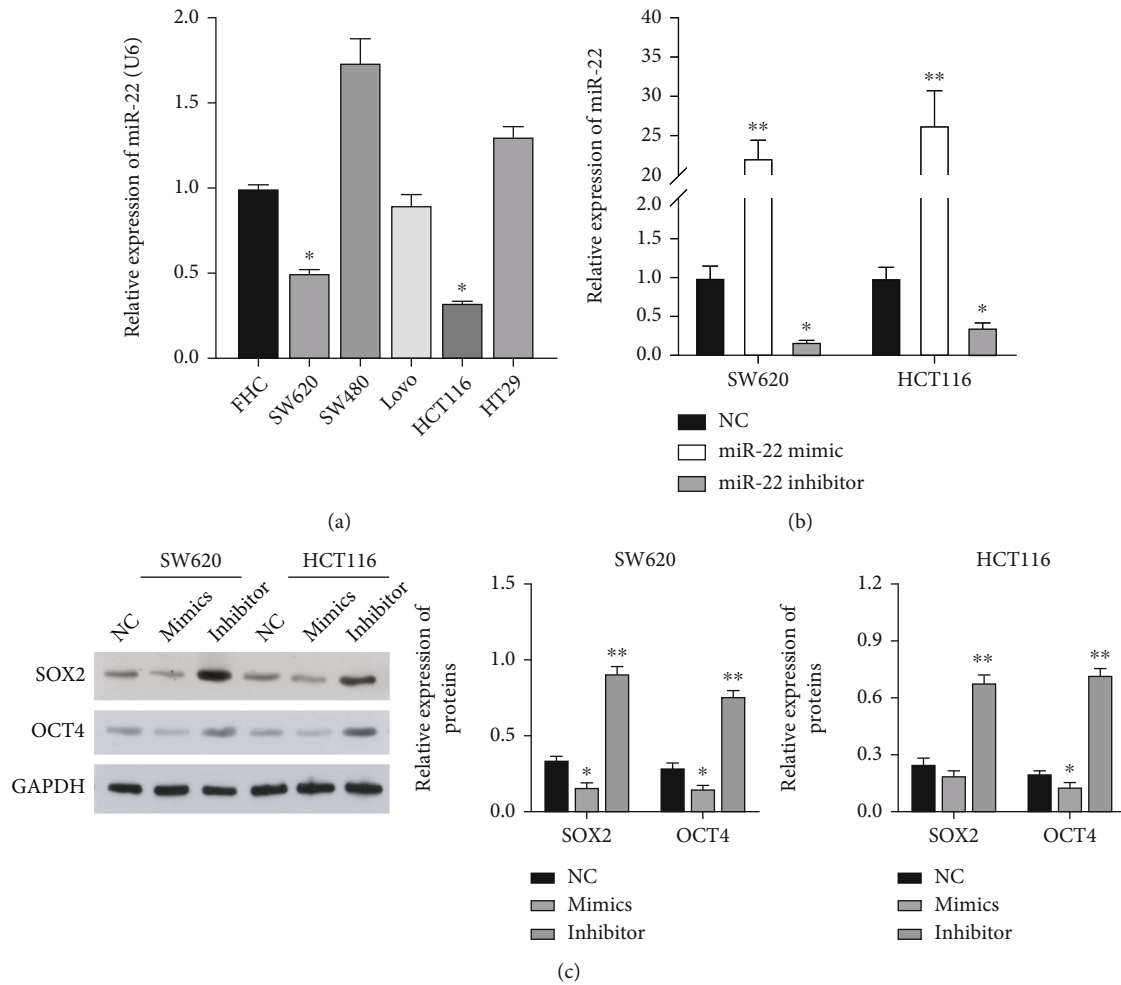 Relative expression of miR-22 (U6)
2.0
1.5
1.0
0.5
0.0
*
*
FHC
SW620
SW480
Lovo
HCT116
HT29
(a)
Relative expression of miR-22
40
30
25
20
2.0
1.5
1.0
0.5
0.0
**
*
**
*
SW620
HCT116
NC
miR-22 mimic
miR-22 inhibitor
(b)
SW620
HCT116
NC
Mimics
Inhibitor
NC
Mimics
Inhibitor
SOX2
OCT4
GAPDH
SW620
Relative expression of
proteins
1.5
1.0
0.5
0.0
*
**
*
**
SOX2
OCT4
NC
Mimics
Inhibitor
HCT116
Relative expression of
proteins
1.2
0.9
0.6
0.3
0.0
**
*
**
SOX2
OCT4
NC
Mimics
Inhibitor
(c)